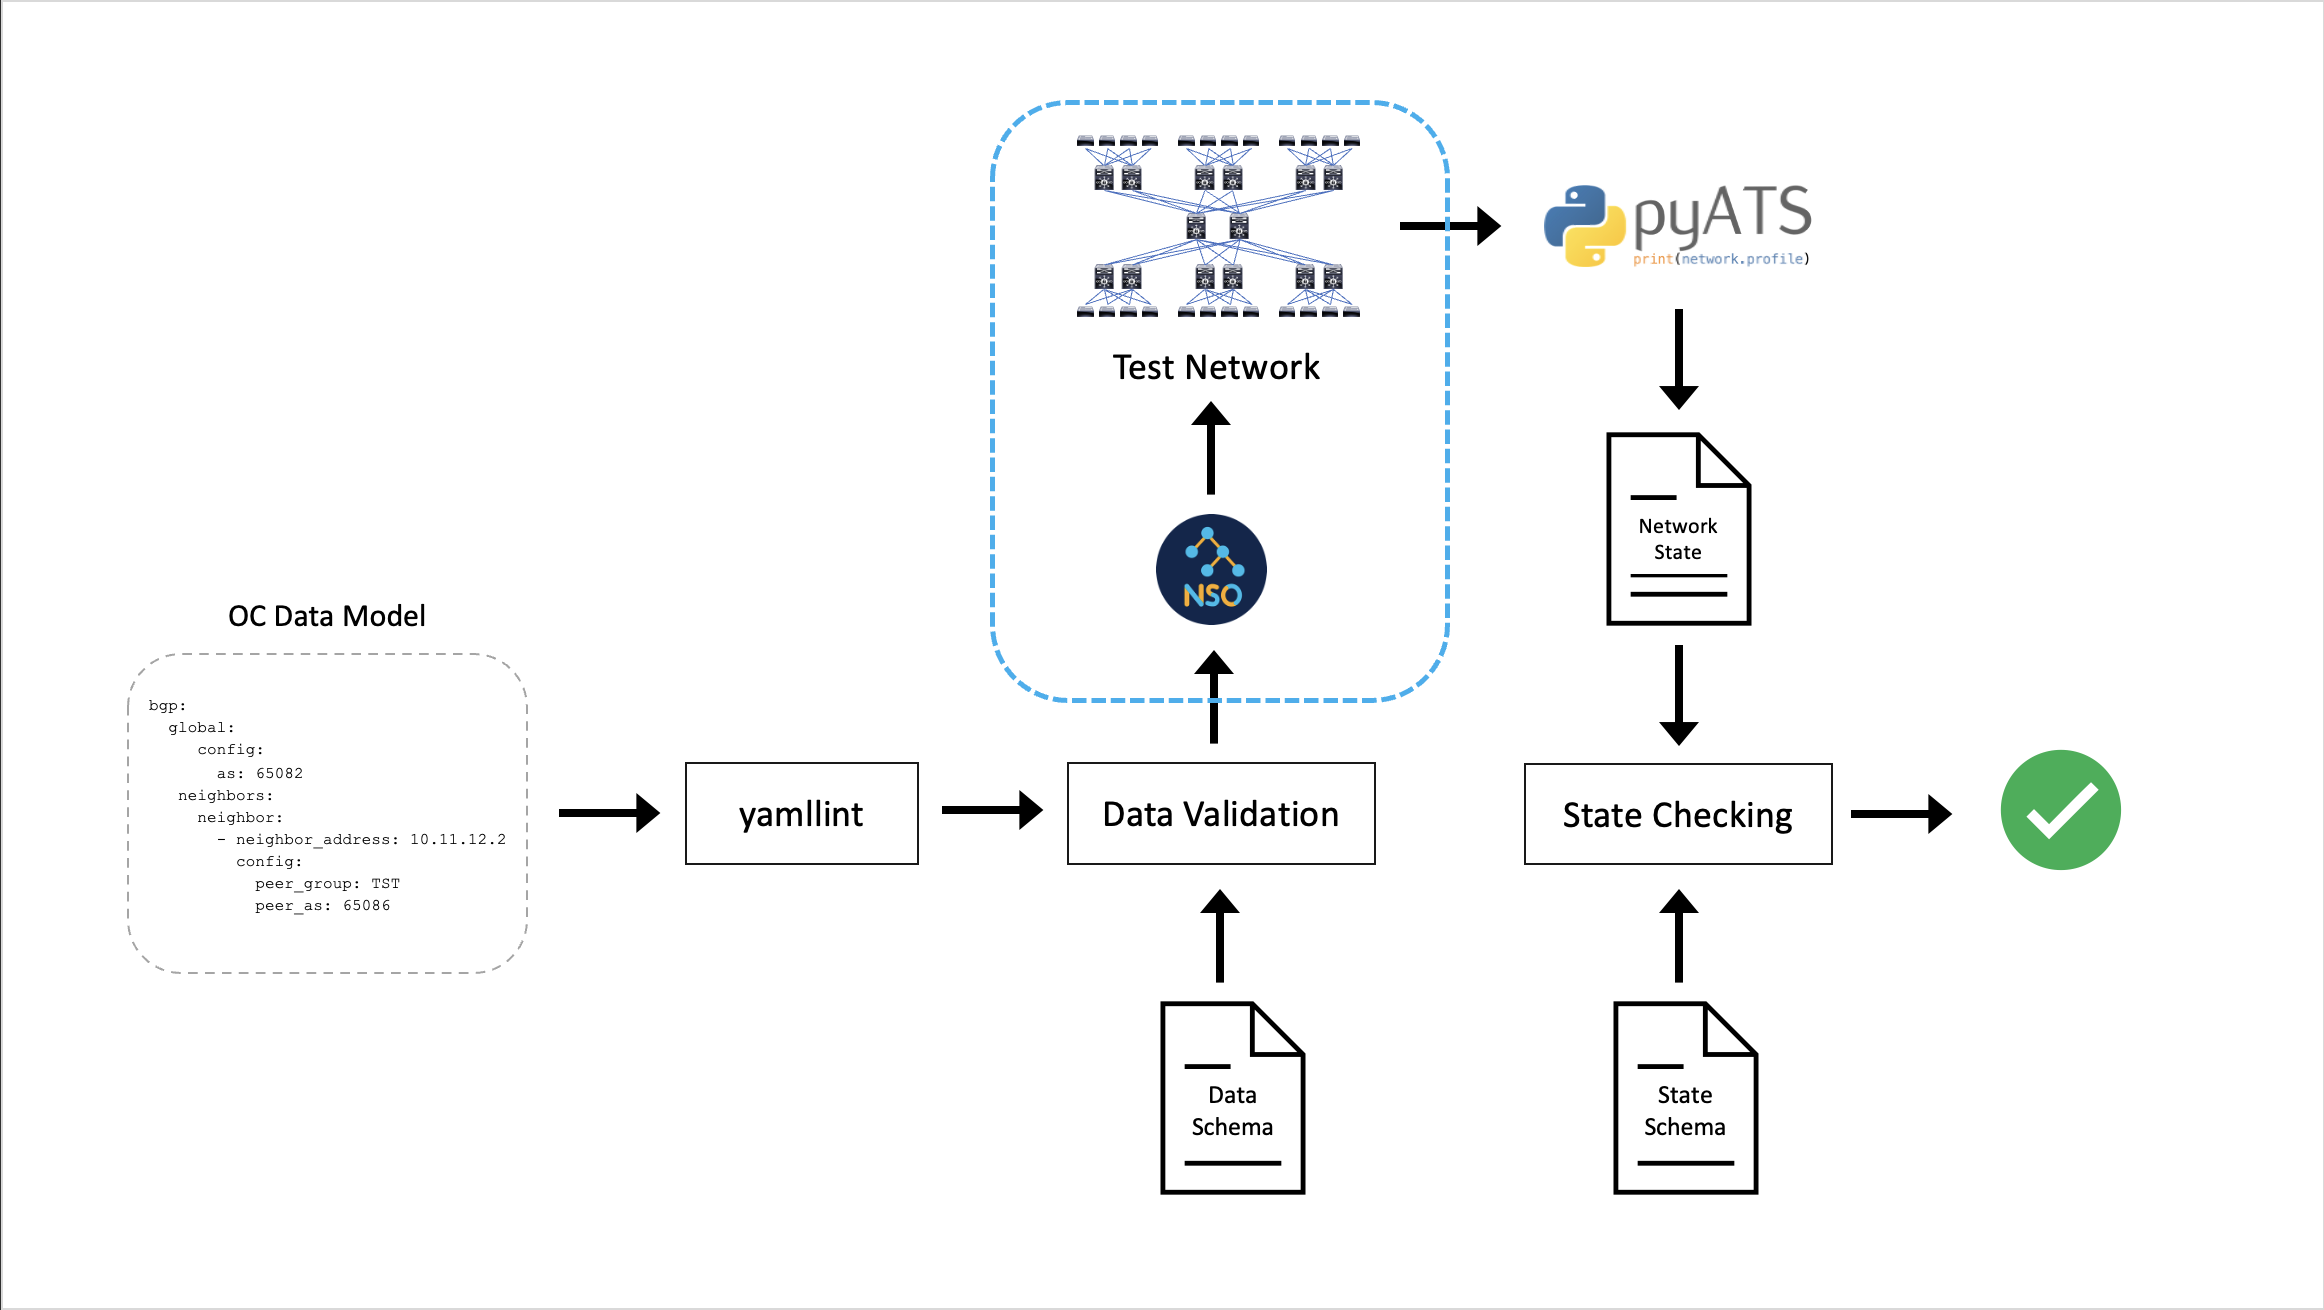 OC Data Model
bgp:
global:
config:
as: 65082
neighbors:
neighbor:
- neighbor_address: 10.11.12.2
config:
peer_group: TST
peer_as: 65086
yamllint
Data Validation
Data
Schema
NSO
Test Network
pyATS
print(network.profile)
Network
State
State Checking
State
Schema